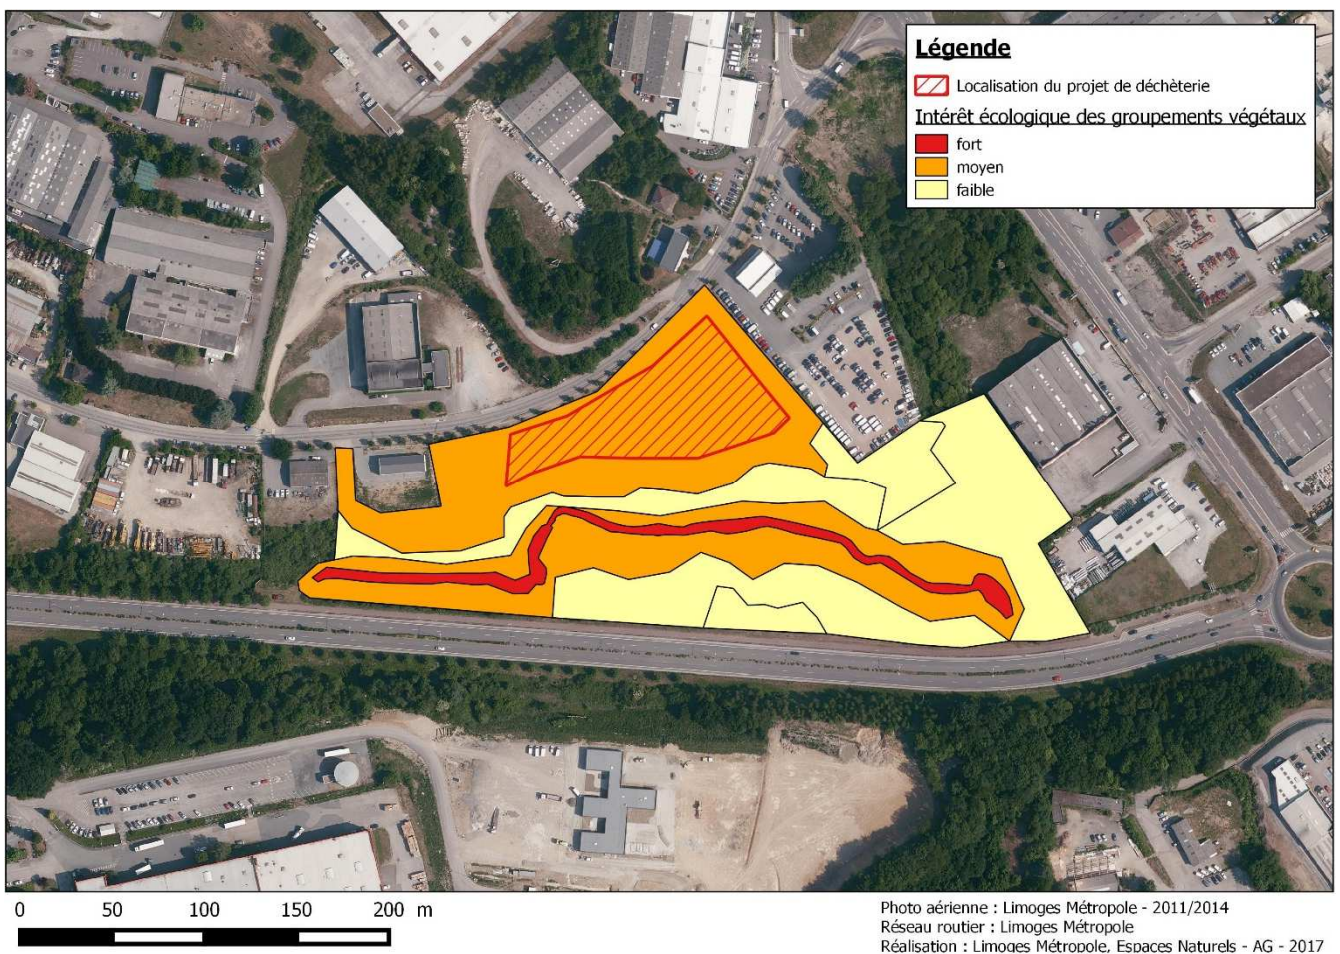 Légende
Localisation du projet de déchèterie
Intérêt écologique des groupements végétaux
fort
moyen
faible
0 50 100 150 200 m
Photo aérienne : Limoges Métropole - 2011/2014
Réseau routier : Limoges Métropole
Réalisation : Limoges Métropole, Espaces Naturels - AG - 2017